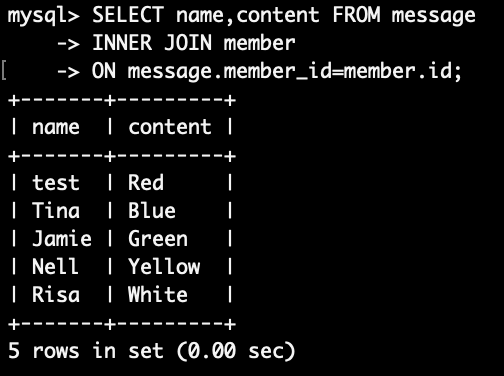 mysql> SELECT name,content FROM message
    -> INNER JOIN member
[   -> ON message.member_id=member.id;
+-------+---------+
| name  | content |
+-------+---------+
| test  | Red     |
| Tina  | Blue    |
| Jamie | Green   |
| Nell  | Yellow  |
| Risa  | White   |
+-------+---------+
5 rows in set (0.00 sec)